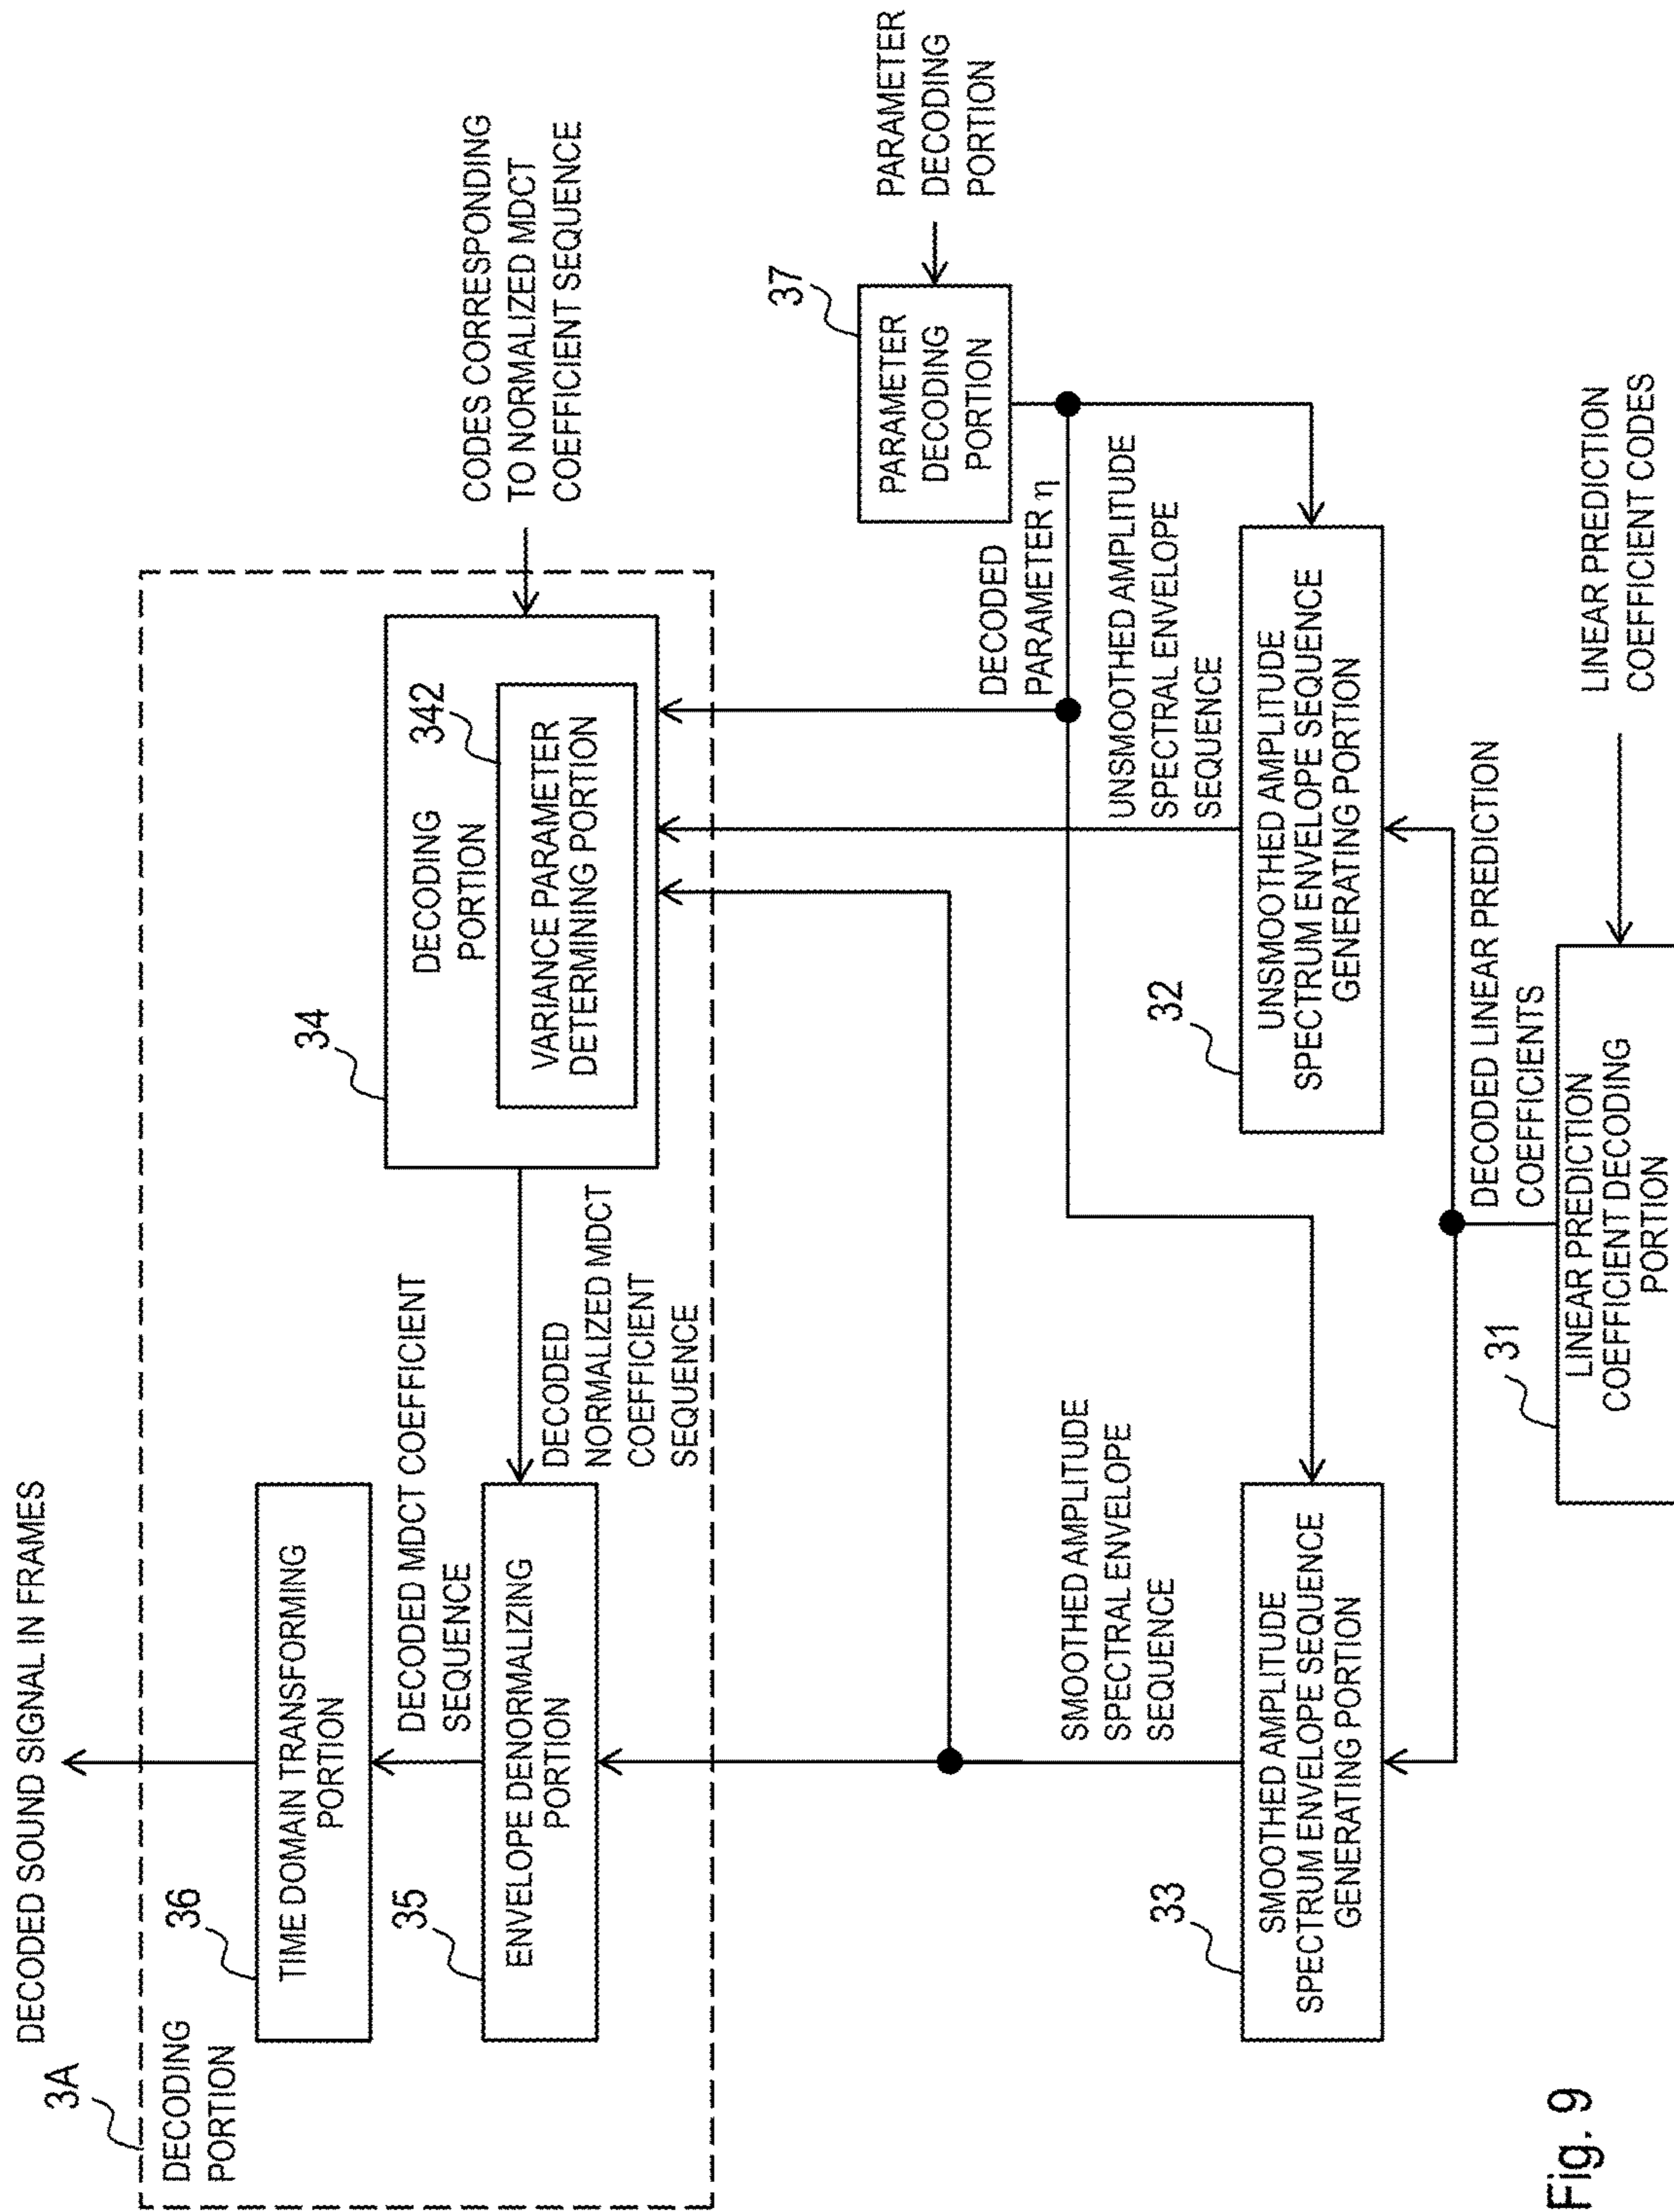 DECODED SOUND SIGNAL IN FRAMES
3A
DECODING
PORTION
36
TIME DOMAIN TRANSFORMING
PORTION
DECODED MDCT COEFFICIENT
SEQUENCE
35
ENVELOPE DENORMALIZING
PORTION
DECODED
NORMALIZED MDCT
COEFFICIENT
SEQUENCE
34
DECODING
PORTION
342
VARIANCE PARAMETER
DETERMINING PORTION
CODES CORRESPONDING
TO NORMALIZED MDCT
COEFFICIENT SEQUENCE
PARAMETER
DECODING
PORTION
37
PARAMETER
DECODING
PORTION
DECODED
PARAMETER η
UNSMOOTHED AMPLITUDE
SPECTRAL ENVELOPE
SEQUENCE
SMOOTHED AMPLITUDE
SPECTRAL ENVELOPE
SEQUENCE
33
SMOOTHED AMPLITUDE
SPECTRUM ENVELOPE SEQUENCE
GENERATING PORTION
32
UNSMOOTHED AMPLITUDE
SPECTRUM ENVELOPE SEQUENCE
GENERATING PORTION
DECODED LINEAR PREDICTION
COEFFICIENTS
31
LINEAR PREDICTION
COEFFICIENT DECODING
PORTION
LINEAR PREDICTION
COEFFICIENT CODES
Fig. 9